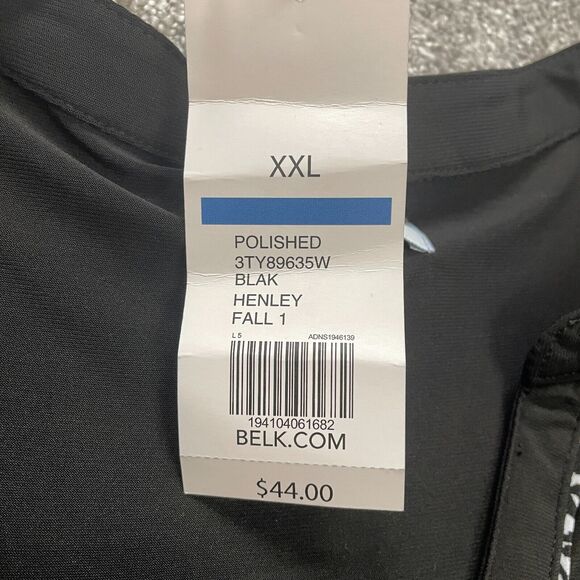 XXL
POLISHED
3TY89635W
BLAK
HENLEY
FALL 1
L 5 ADNS1946139
194104061682
BELK.COM
$44.00